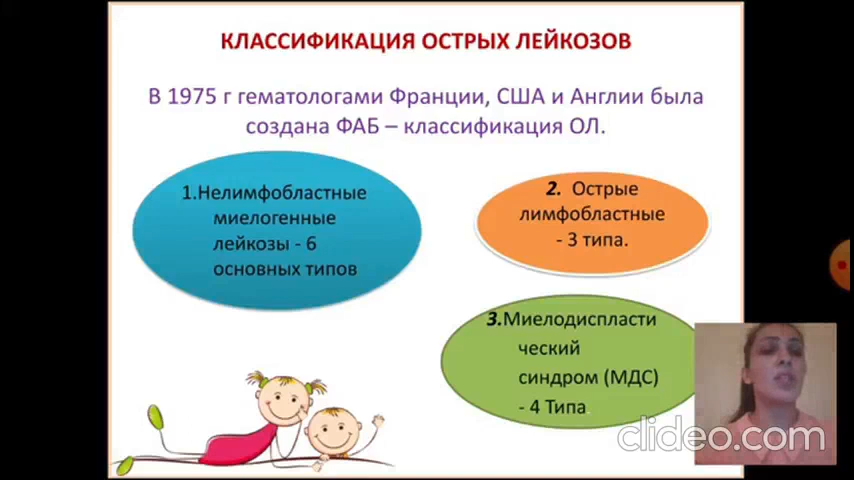 КЛАССИФИКАЦИЯ ОСТРЫХ ЛЕЙКОЗОВ
В 1975 г гематологами Франции, США и Англии была
создана ФАБ – классификация ОЛ.
1.Нелимфобластные
миелогенные
лейкозы - 6
основных типов
2. Острые
лимфобластные
- 3 типа.
3.Миелодиспласти
ческий
синдром (МДС)
- 4 Типа.
clideo.com